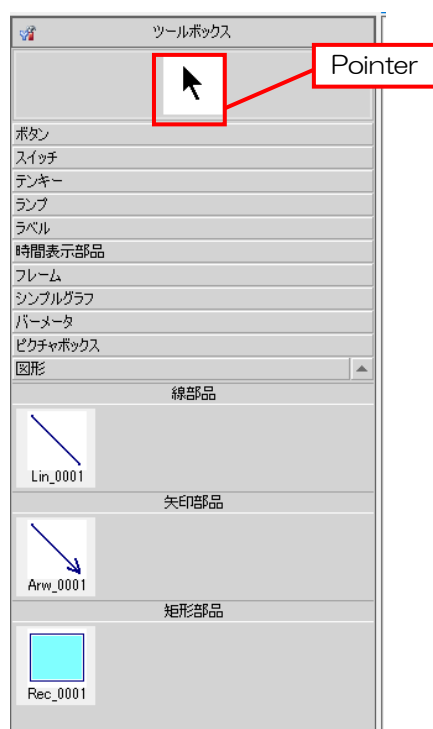 ツールボックス
Pointer
ボタン
スイッチ
テンキー
ランプ
ラベル
時間表示部品
フレーム
シンプルグラフ
バーメータ
ピクチャボックス
図形
線部品
Lin_0001
矢印部品
Arw_0001
矩形部品
Rec_0001